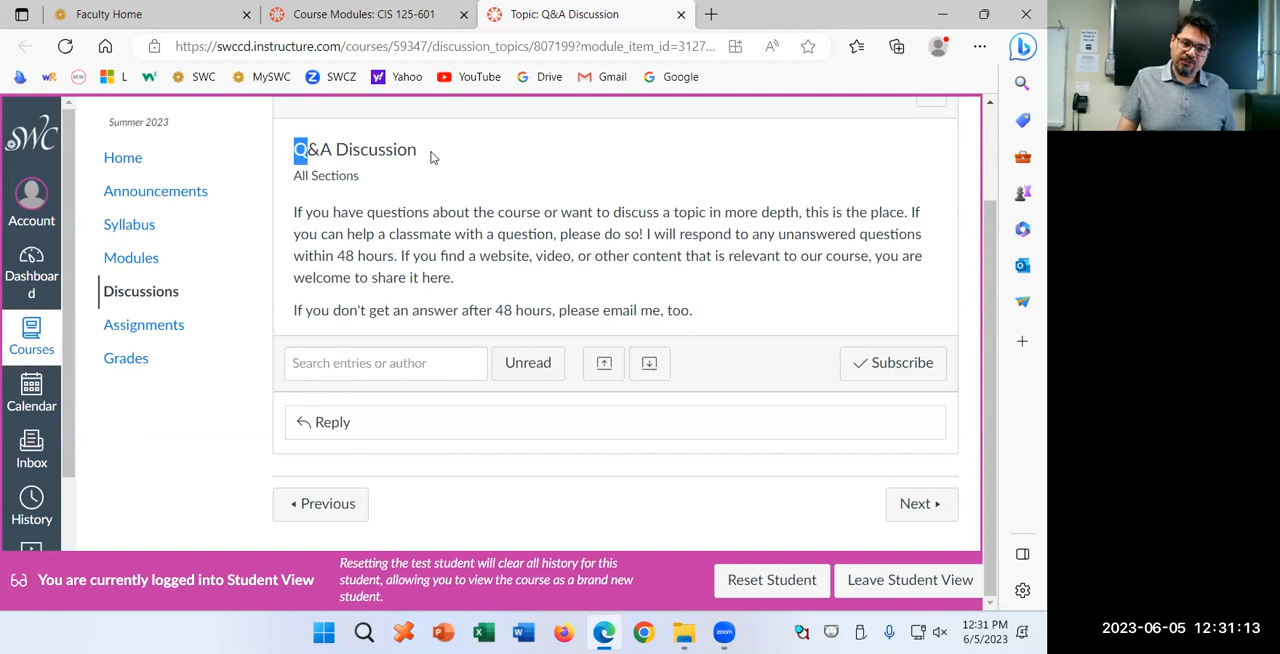 Faculty Home
Course Modules: CIS 125-601
Topic: Q&A Discussion
https://swccd.instructure.com/courses/59347/discussion_topics/807199?module_item_id=3127...
L
SWC
MySWC
SWCZ
Yahoo
YouTube
Drive
Gmail
Google
SWC
Account
Dashboar
d
Courses
Calendar
Inbox
History
Summer 2023
Home
Announcements
Syllabus
Modules
Discussions
Assignments
Grades
Q&A Discussion
All Sections
If you have questions about the course or want to discuss a topic in more depth, this is the place. If
you can help a classmate with a question, please do so! I will respond to any unanswered questions
within 48 hours. If you find a website, video, or other content that is relevant to our course, you are
welcome to share it here.
If you don't get an answer after 48 hours, please email me, too.
Search entries or author
Unread
Subscribe
Reply
Previous
Next
You are currently logged into Student View
Resetting the test student will clear all history for this
student, allowing you to view the course as a brand new
student.
Reset Student
Leave Student View
zoom
12:31 PM
6/5/2023
2023-06-05 12:31:13